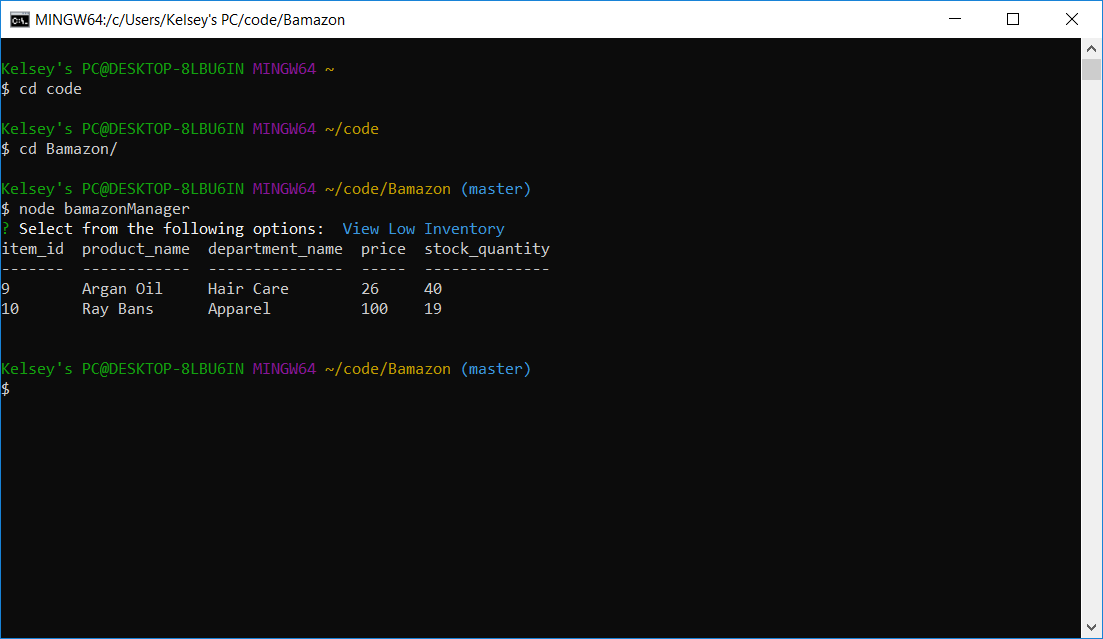 MINGW64:/c/Users/Kelsey's PC/code/Bamazon
Kelsey's PC@DESKTOP-8LBU6IN MINGW64 ~
$ cd code
Kelsey's PC@DESKTOP-8LBU6IN MINGW64 ~/code
$ cd Bamazon/
Kelsey's PC@DESKTOP-8LBU6IN MINGW64 ~/code/Bamazon (master)
$ node bamazonManager
? Select from the following options:  View Low Inventory
item_id  product_name  department_name  price  stock_quantity
-------  ------------  ---------------  -----  --------------
9        Argan Oil     Hair Care        26     40
10       Ray Bans      Apparel          100    19
Kelsey's PC@DESKTOP-8LBU6IN MINGW64 ~/code/Bamazon (master)
$